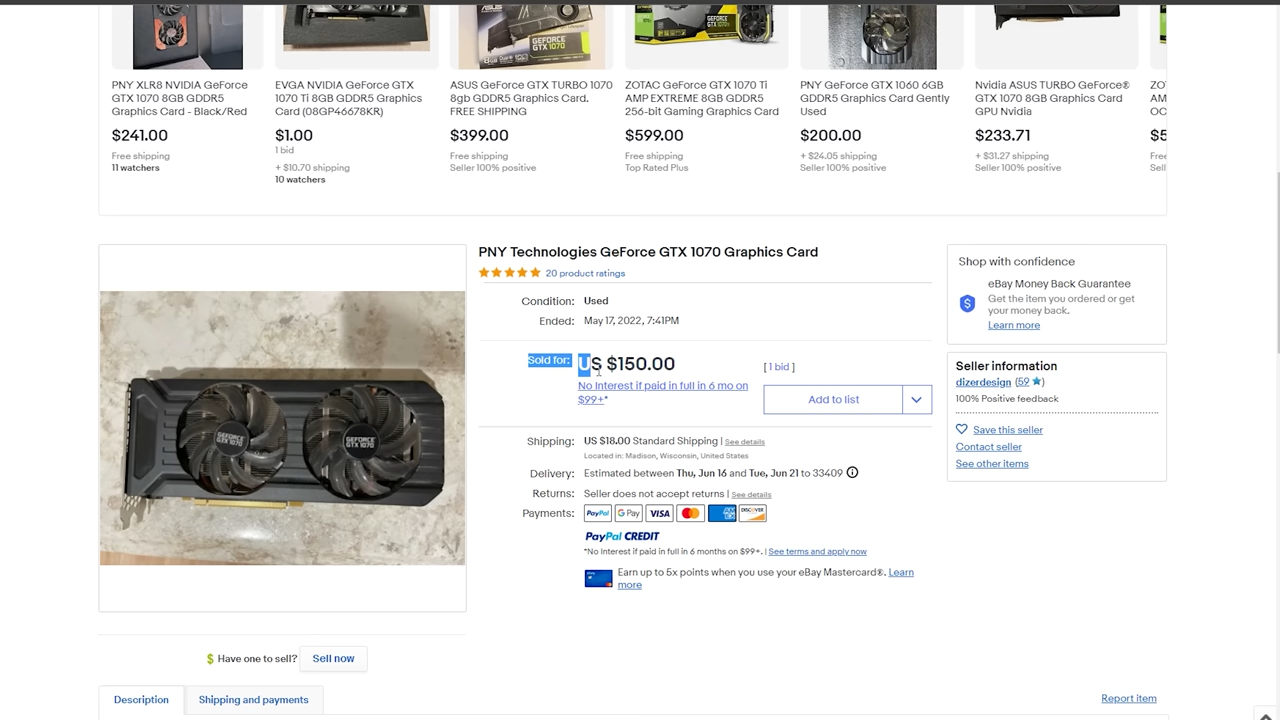 PNY XLR8 NVIDIA GeForce
GTX 1070 8GB GDDR5
Graphics Card - Black/Red
$241.00
Free shipping
11 watchers
EVGA NVIDIA GeForce GTX
1070 Ti 8GB GDDR5 Graphics
Card (08GP46678KR)
$1.00
1 bid
+ $10.70 shipping
10 watchers
ASUS GeForce GTX TURBO 1070
8gb GDDR5 Graphics Card.
FREE SHIPPING
$399.00
Free shipping
Seller 100% positive
ZOTAC GeForce GTX 1070 Ti
AMP EXTREME 8GB GDDR5
256-bit Gaming Graphics Card
$599.00
Free shipping
Top Rated Plus
PNY GeForce GTX 1060 6GB
GDDR5 Graphics Card Gently
Used
$200.00
+ $24.05 shipping
Seller 100% positive
Nvidia ASUS TURBO GeForce®
GTX 1070 8GB Graphics Card
GPU Nvidia
$233.71
+ $31.27 shipping
Seller 100% positive
PNY Technologies GeForce GTX 1070 Graphics Card
20 product ratings
Condition: Used
Ended: May 17, 2022, 7:41PM
Sold for: US $150.00
[ 1 bid ]
No Interest if paid in full in 6 mo on
$99+*
Add to list
Shipping: US $18.00 Standard Shipping | See details
Located in: Madison, Wisconsin, United States
Delivery: Estimated between Thu, Jun 16 and Tue, Jun 21 to 33409
Returns: Seller does not accept returns | See details
Payments: PayPal G Pay VISA DISCOVER
PayPal CREDIT
*No Interest if paid in full in 6 months on $99+. | See terms and apply now
Earn up to 5x points when you use your eBay Mastercard®. Learn
more
Shop with confidence
eBay Money Back Guarantee
Get the item you ordered or get
your money back.
Learn more
Seller information
dizerdesign (59)
100% Positive feedback
Save this seller
Contact seller
See other items
GEFORCE
GTX 1070
GEFORCE
GTX 1070
Have one to sell? Sell now
Description
Shipping and payments
Report item